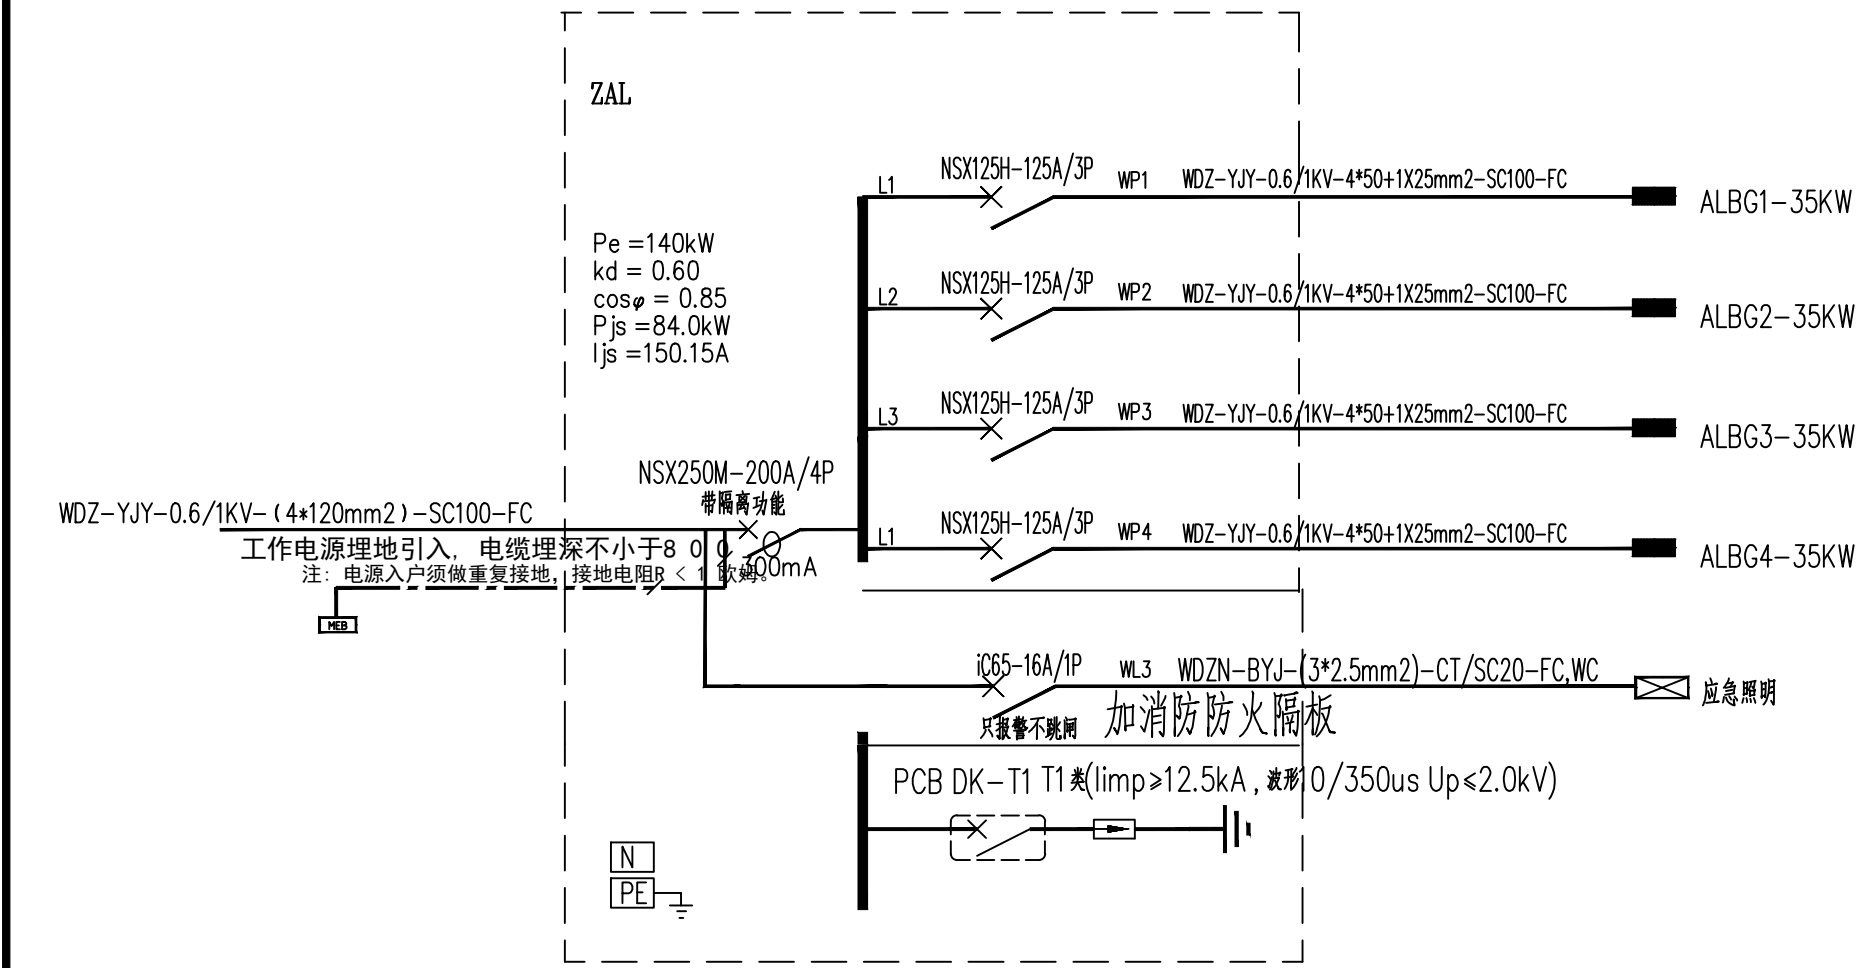 ZAL
L1
NSX125H-125A/3P
WP1
WDZ-YJY-0.6/1KV-4*50+1X25mm2-SC100-FC
ALBG1-35KW
Pe =140kW
kd = 0.60
cosφ = 0.85
Pjs =84.0kW
Ijs =150.15A
L2
NSX125H-125A/3P
WP2
WDZ-YJY-0.6/1KV-4*50+1X25mm2-SC100-FC
ALBG2-35KW
L3
NSX125H-125A/3P
WP3
WDZ-YJY-0.6/1KV-4*50+1X25mm2-SC100-FC
ALBG3-35KW
NSX250M-200A/4P
带隔离功能
WDZ-YJY-0.6/1KV-(4*120mm2)-SC100-FC
工作电源埋地引入, 电缆埋深不小于800
300mA
注: 电源入户须做重复接地, 接地电阻R < 1 欧姆。
MEB
L1
NSX125H-125A/3P
WP4
WDZ-YJY-0.6/1KV-4*50+1X25mm2-SC100-FC
ALBG4-35KW
iC65-16A/1P
WL3
WDZN-BYJ-(3*2.5mm2)-CT/SC20-FC,WC
应急照明
只报警不跳闸
加消防防火隔板
PCB DK-T1 T1类(Iimp≥12.5kA,波形10/350us Up≤2.0kV)
N
PE